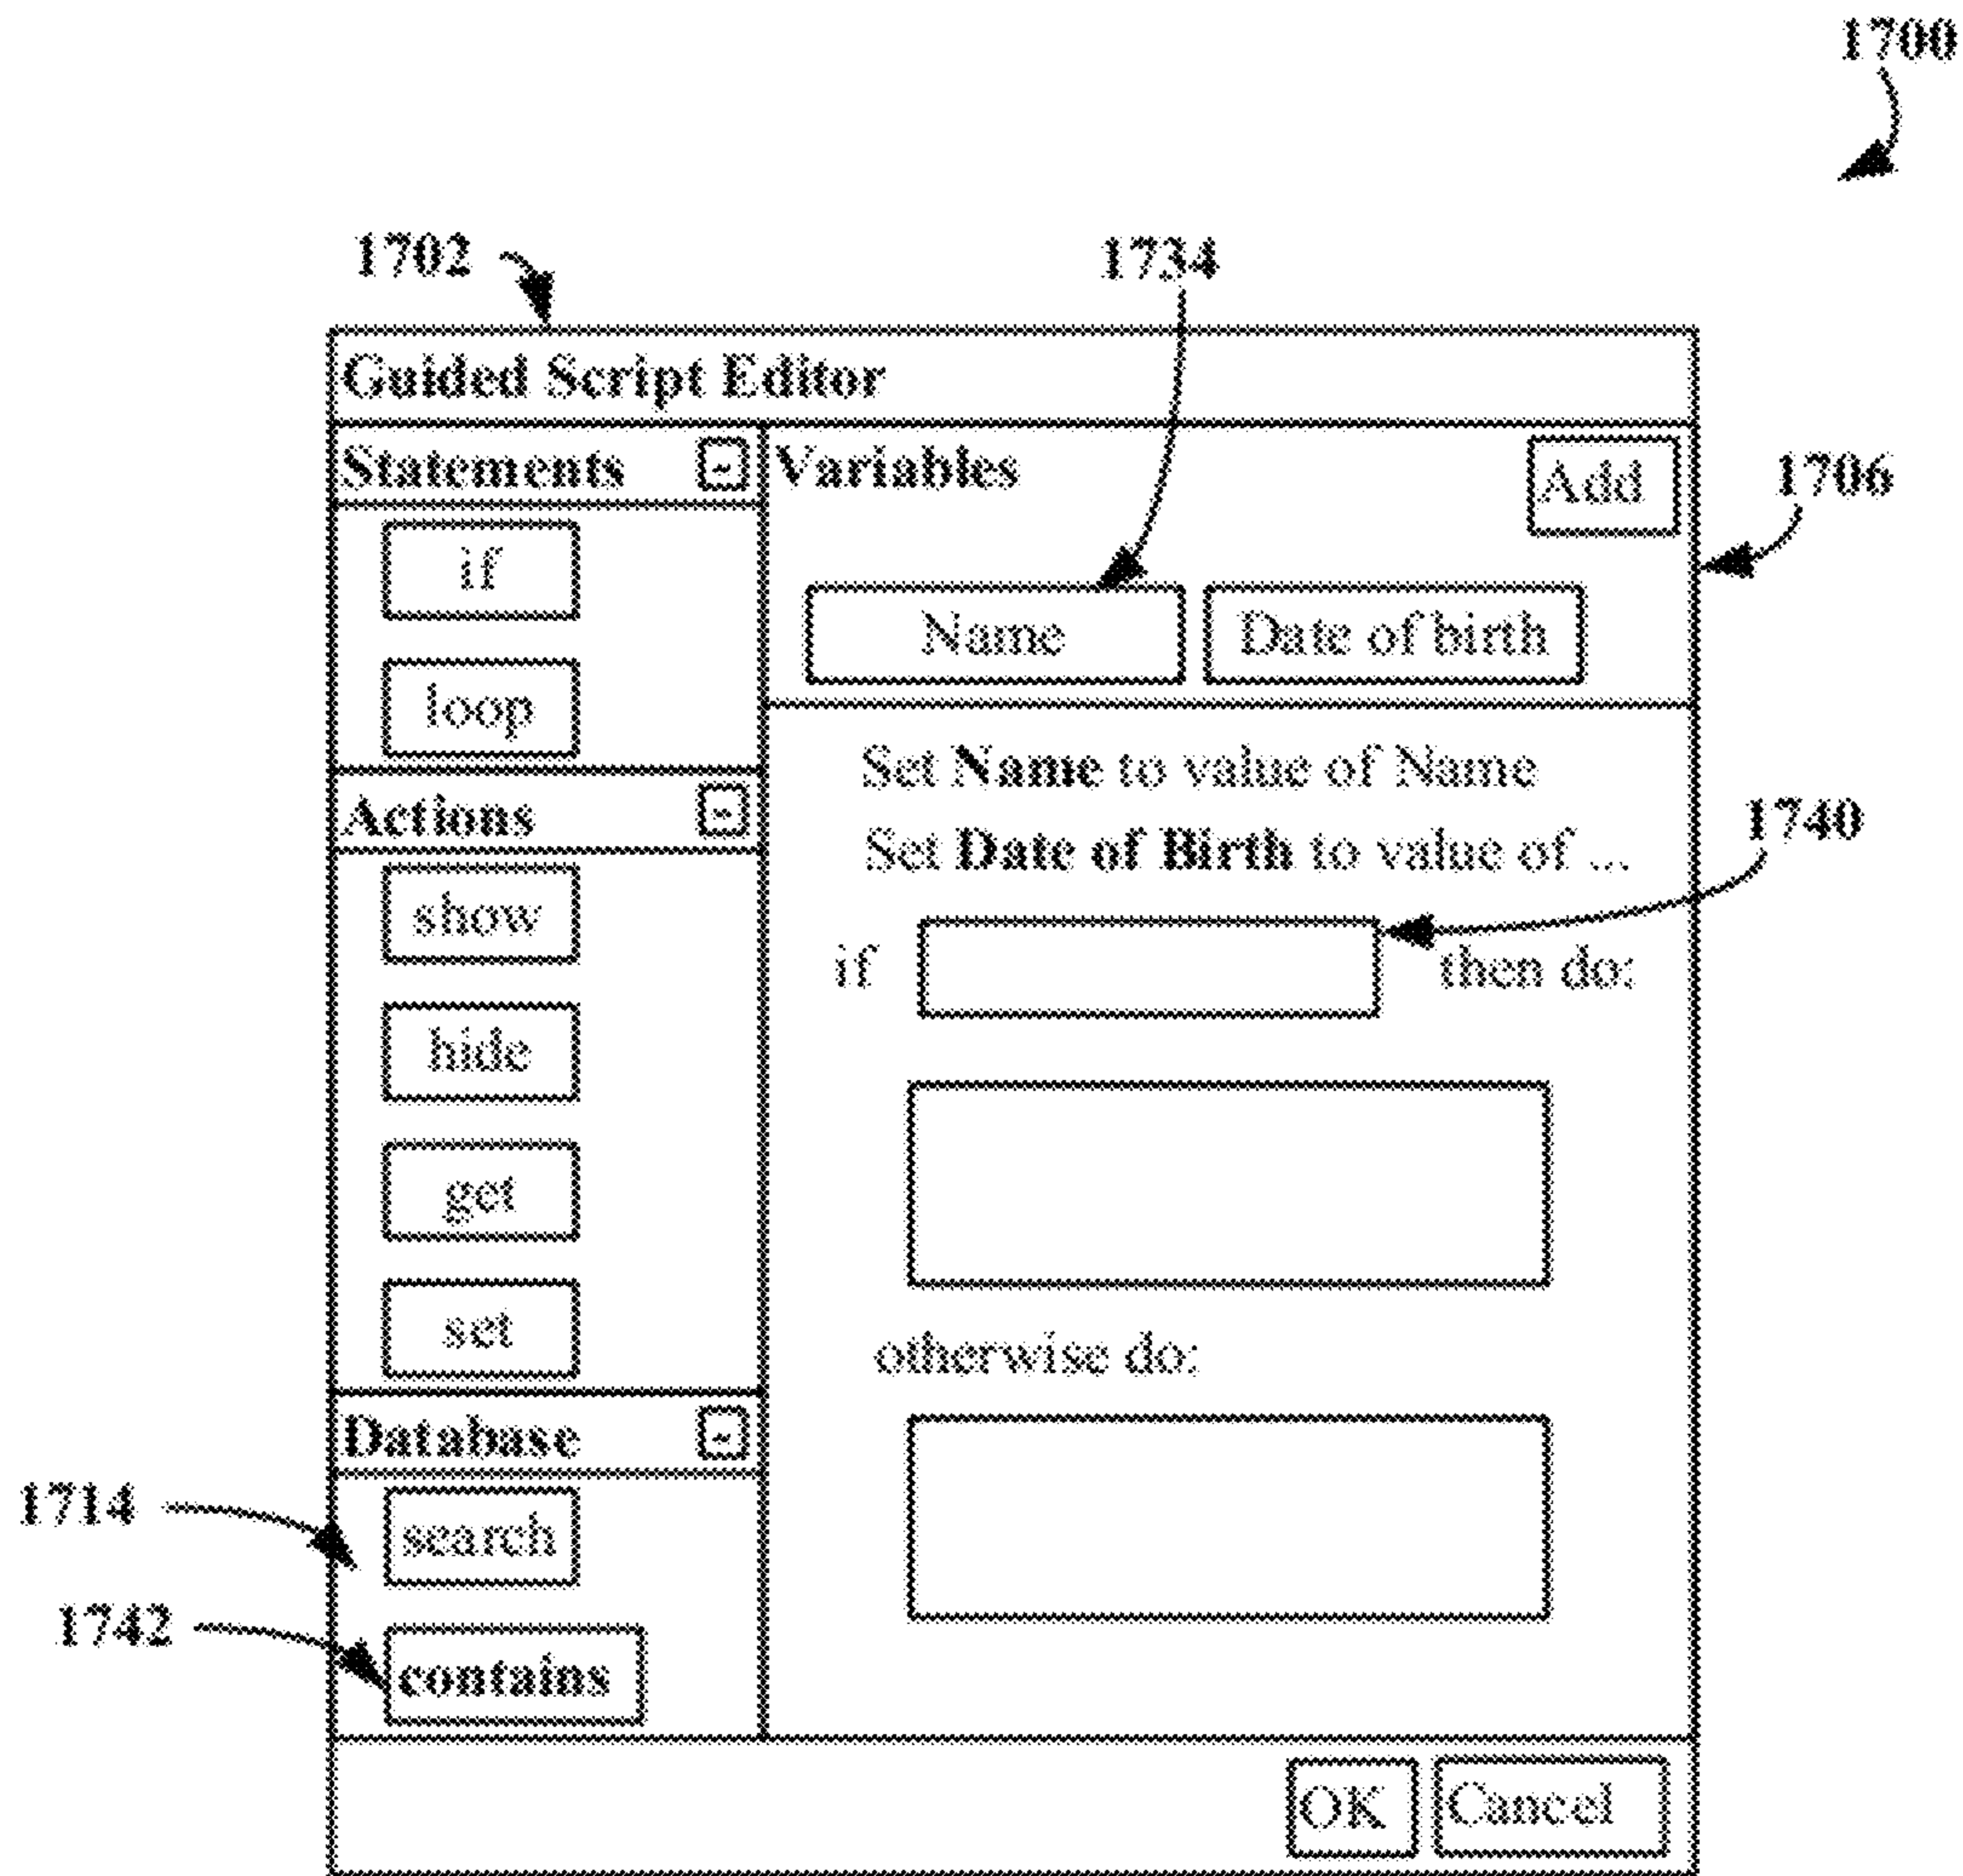 1700
1702
1734
Guided Script Editor
Statements -
Variables
Add
1706
if
Name
Date of birth
loop
Set Name to value of Name
Actions -
Set Date of Birth to value of ...
1740
show
if
then do:
hide
get
set
otherwise do:
Database -
1714
search
1742
contains
OK
Cancel